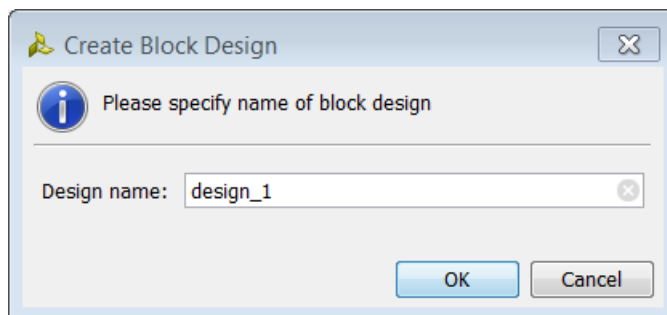 Create Block Design
Please specify name of block design
Design name: design_1
OK Cancel